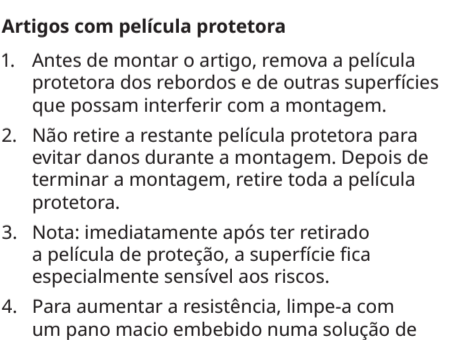 Artigos com película protetora
1. Antes de montar o artigo, remova a película
protetora dos rebordos e de outras superfícies
que possam interferir com a montagem.
2. Não retire a restante película protetora para
evitar danos durante a montagem. Depois de
terminar a montagem, retire toda a película
protetora.
3. Nota: imediatamente após ter retirado
a película de proteção, a superfície fica
especialmente sensível aos riscos.
4. Para aumentar a resistência, limpe-a com
um pano macio embebido numa solução de